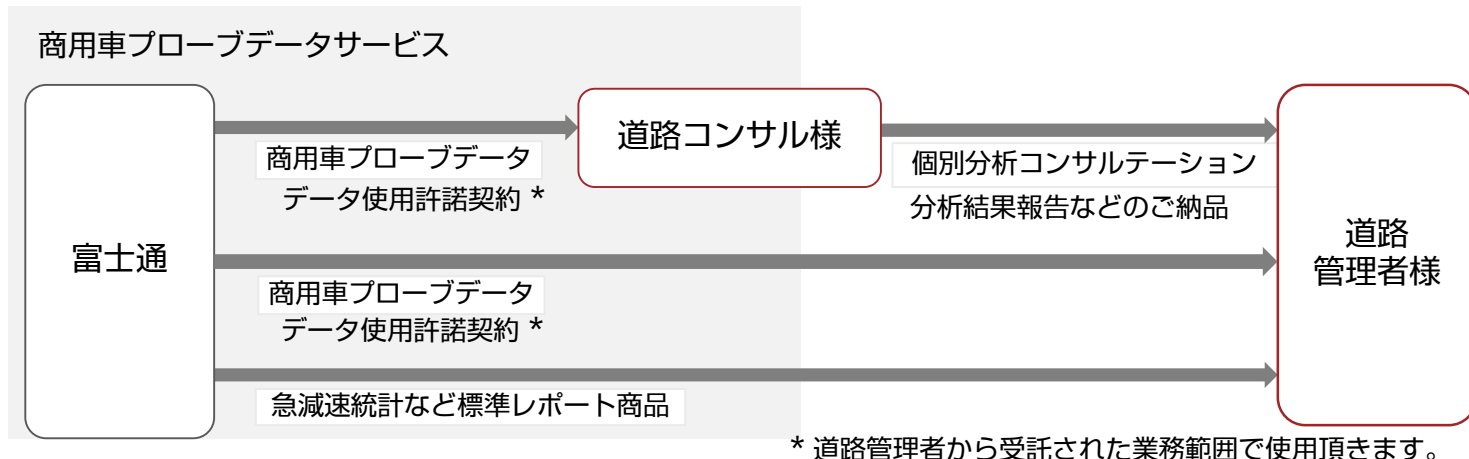 商用車プローブデータサービス
富士通
商用車プローブデータ
データ使用許諾契約 *
道路コンサル様
個別分析コンサルテーション
分析結果報告などのご納品
商用車プローブデータ
データ使用許諾契約 *
急減速統計など標準レポート商品
道路
管理者様
* 道路管理者から受託された業務範囲で使用頂きます。